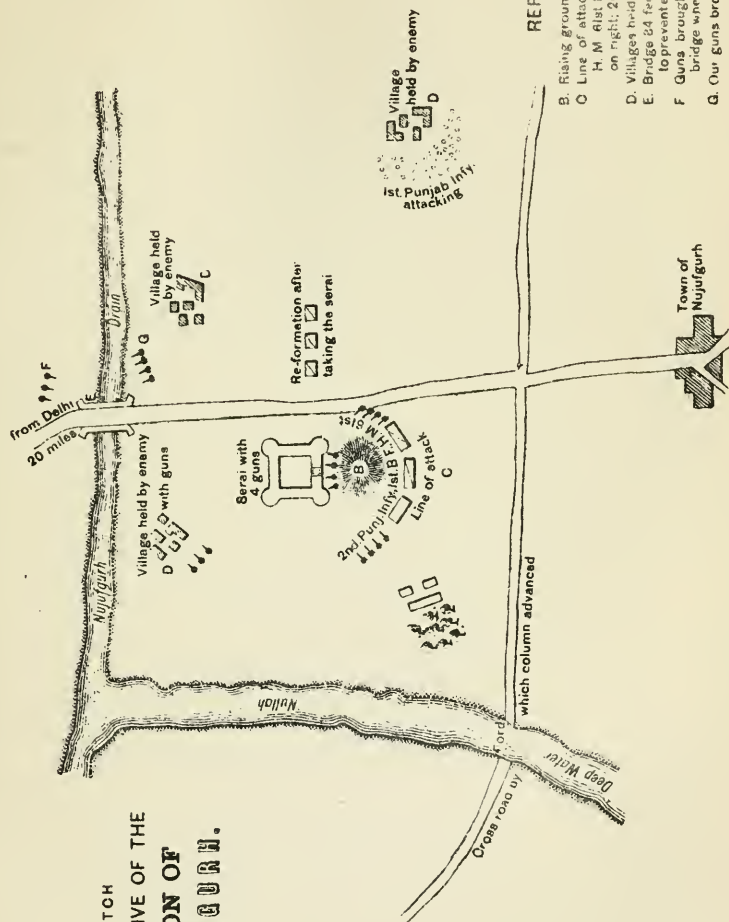 TCH
IVE OF THE
ON OF
GURH.
from Delhi
20 miles
F
Nujufgurh
Drain
Village held by enemy
D with guns
G
Village held
by enemy
C
Serai with
4 guns
B
H.M 61st
1st. B F.
2nd. Punj. Infy.
Line of attack
C
Re-formation after
taking the serai
Village
held by enemy
D
1st. Punjab Infy.
attacking
Nullah
Ford
Deep Water
Cross road by
which column advanced
Town of
Nujufgurh
REF
B. Rising groun
C Line of attac
H. M 61st
on right; 2
D. Villages held
E. Bridge 24 fee
to prevent e
F Guns brough
bridge whe
G. Our guns bro